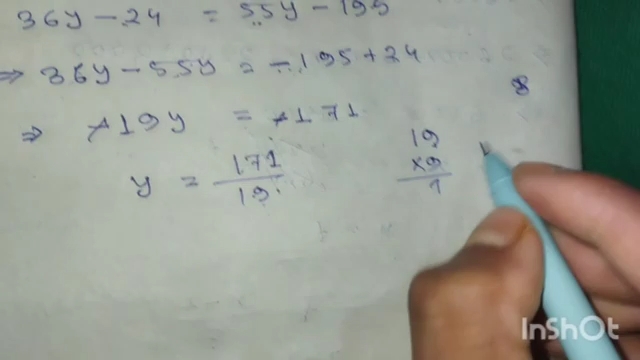 36y - 24 = 55y - 195
⇒ 36y - 55y = -195 + 24
8
⇒ -19y = -171
19
y = 171/19
×9
1
InShOt